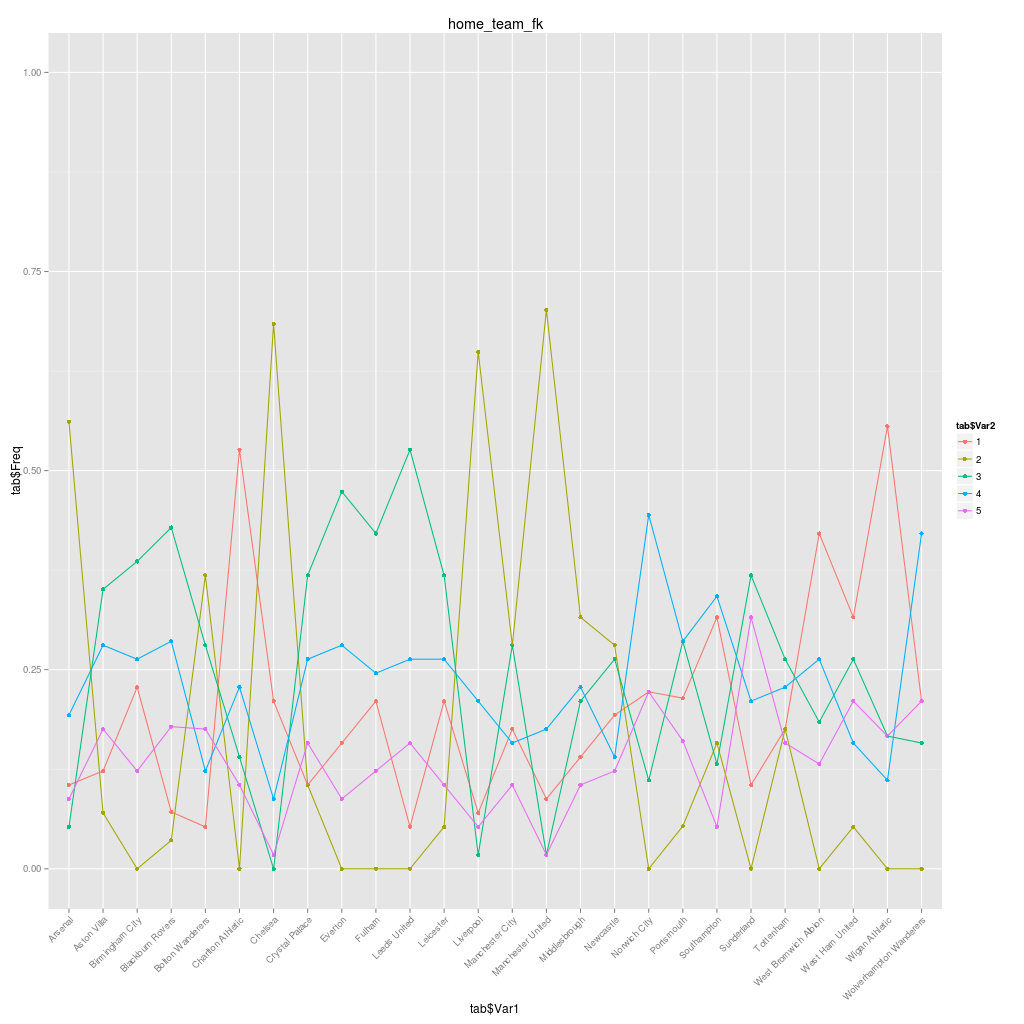 home_team_fk
1.00
0.75
0.50
0.25
0.00
tab$Freq
Arsenal
Aston Villa
Birmingham City
Blackburn Rovers
Bolton Wanderers
Charlton Athletic
Chelsea
Crystal Palace
Everton
Fulham
Leeds United
Leicester
Liverpool
Manchester City
Manchester United
Middlesbrough
Newcastle
Norwich City
Portsmouth
Southampton
Sunderland
Tottenham
West Bromwich Albion
West Ham United
Wigan Athletic
Wolverhampton Wanderers
tab$Var1
tab$Var2
1
2
3
4
5